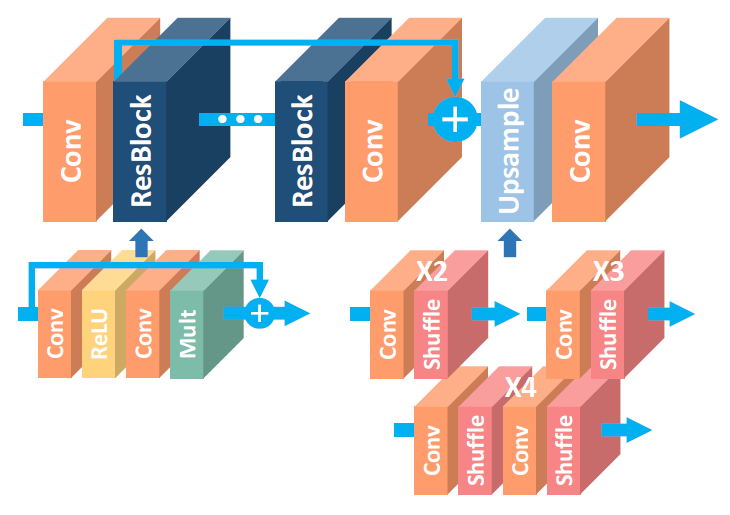 Conv
ResBlock
ResBlock
Conv
+
Upsample
Conv
Conv
ReLU
Conv
Mult
+
X2
Conv
Shuffle
X3
Conv
Shuffle
X4
Conv
Shuffle
Conv
Shuffle